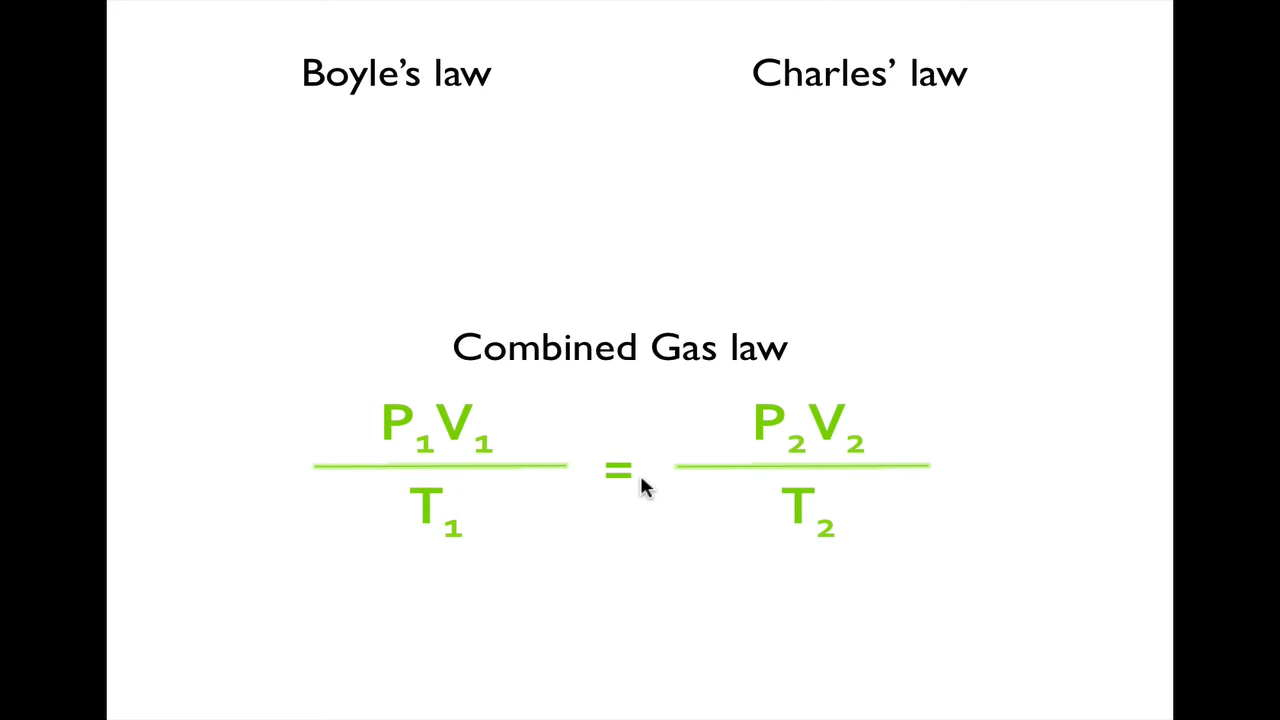 Boyle’s law
Charles’ law
Combined Gas law
P₁V₁
T₁
=
P₂V₂
T₂